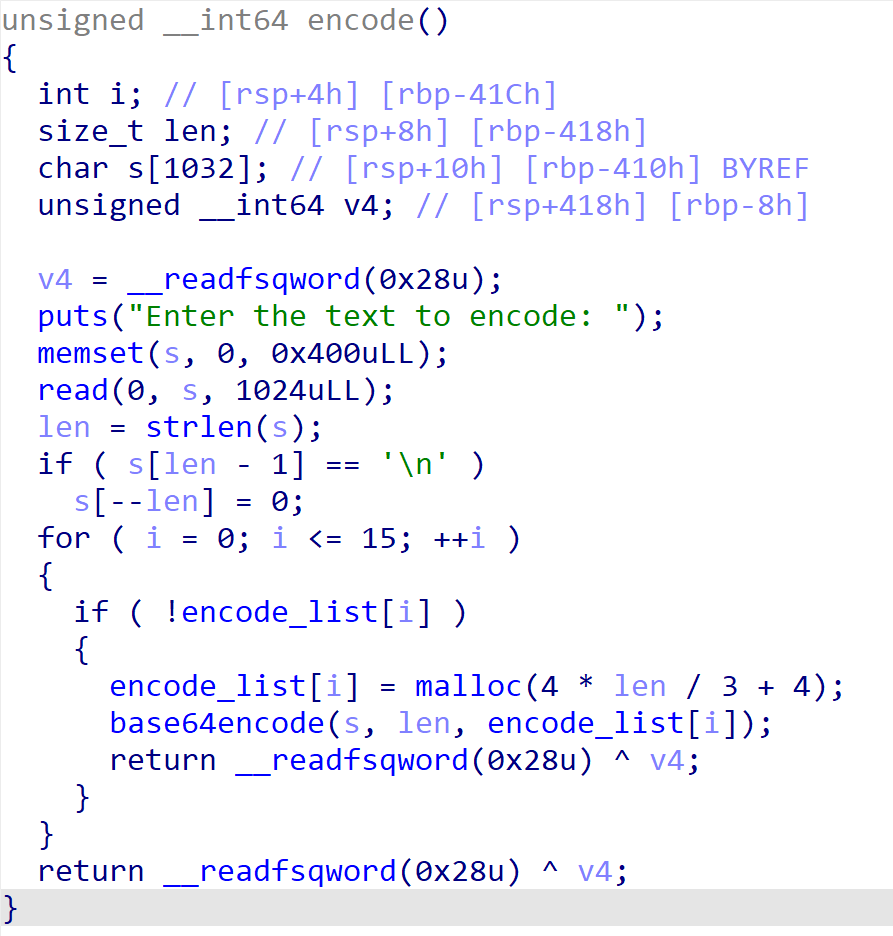 unsigned __int64 encode()
{
  int i; // [rsp+4h] [rbp-41Ch]
  size_t len; // [rsp+8h] [rbp-418h]
  char s[1032]; // [rsp+10h] [rbp-410h] BYREF
  unsigned __int64 v4; // [rsp+418h] [rbp-8h]

  v4 = __readfsqword(0x28u);
  puts("Enter the text to encode: ");
  memset(s, 0, 0x400uLL);
  read(0, s, 1024uLL);
  len = strlen(s);
  if ( s[len - 1] == '\n' )
    s[--len] = 0;
  for ( i = 0; i <= 15; ++i )
  {
    if ( !encode_list[i] )
    {
      encode_list[i] = malloc(4 * len / 3 + 4);
      base64encode(s, len, encode_list[i]);
      return __readfsqword(0x28u) ^ v4;
    }
  }
  return __readfsqword(0x28u) ^ v4;
}